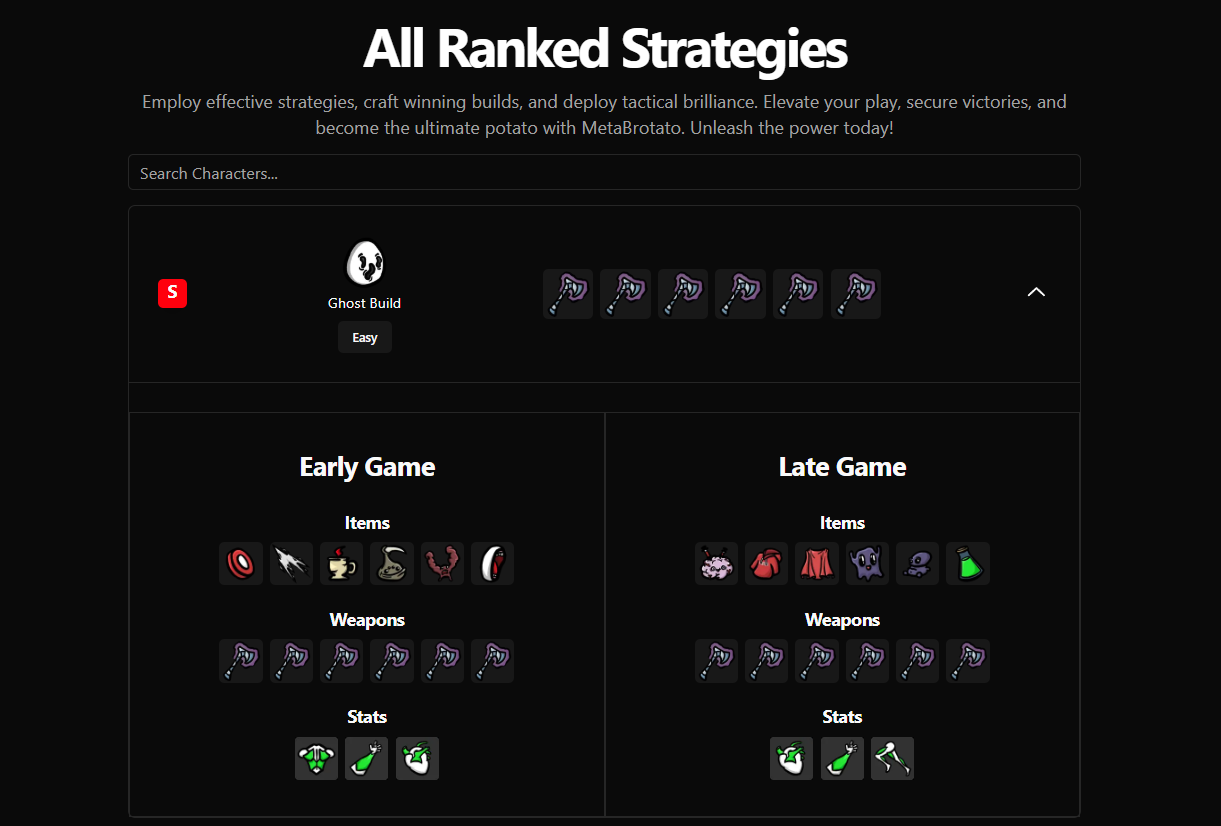 All Ranked Strategies
Employ effective strategies, craft winning builds, and deploy tactical brilliance. Elevate your play, secure victories, and
become the ultimate potato with MetaBrotato. Unleash the power today!
Search Characters...
S
Ghost Build
Easy
Early Game
Items
Weapons
Stats
Late Game
Items
Weapons
Stats